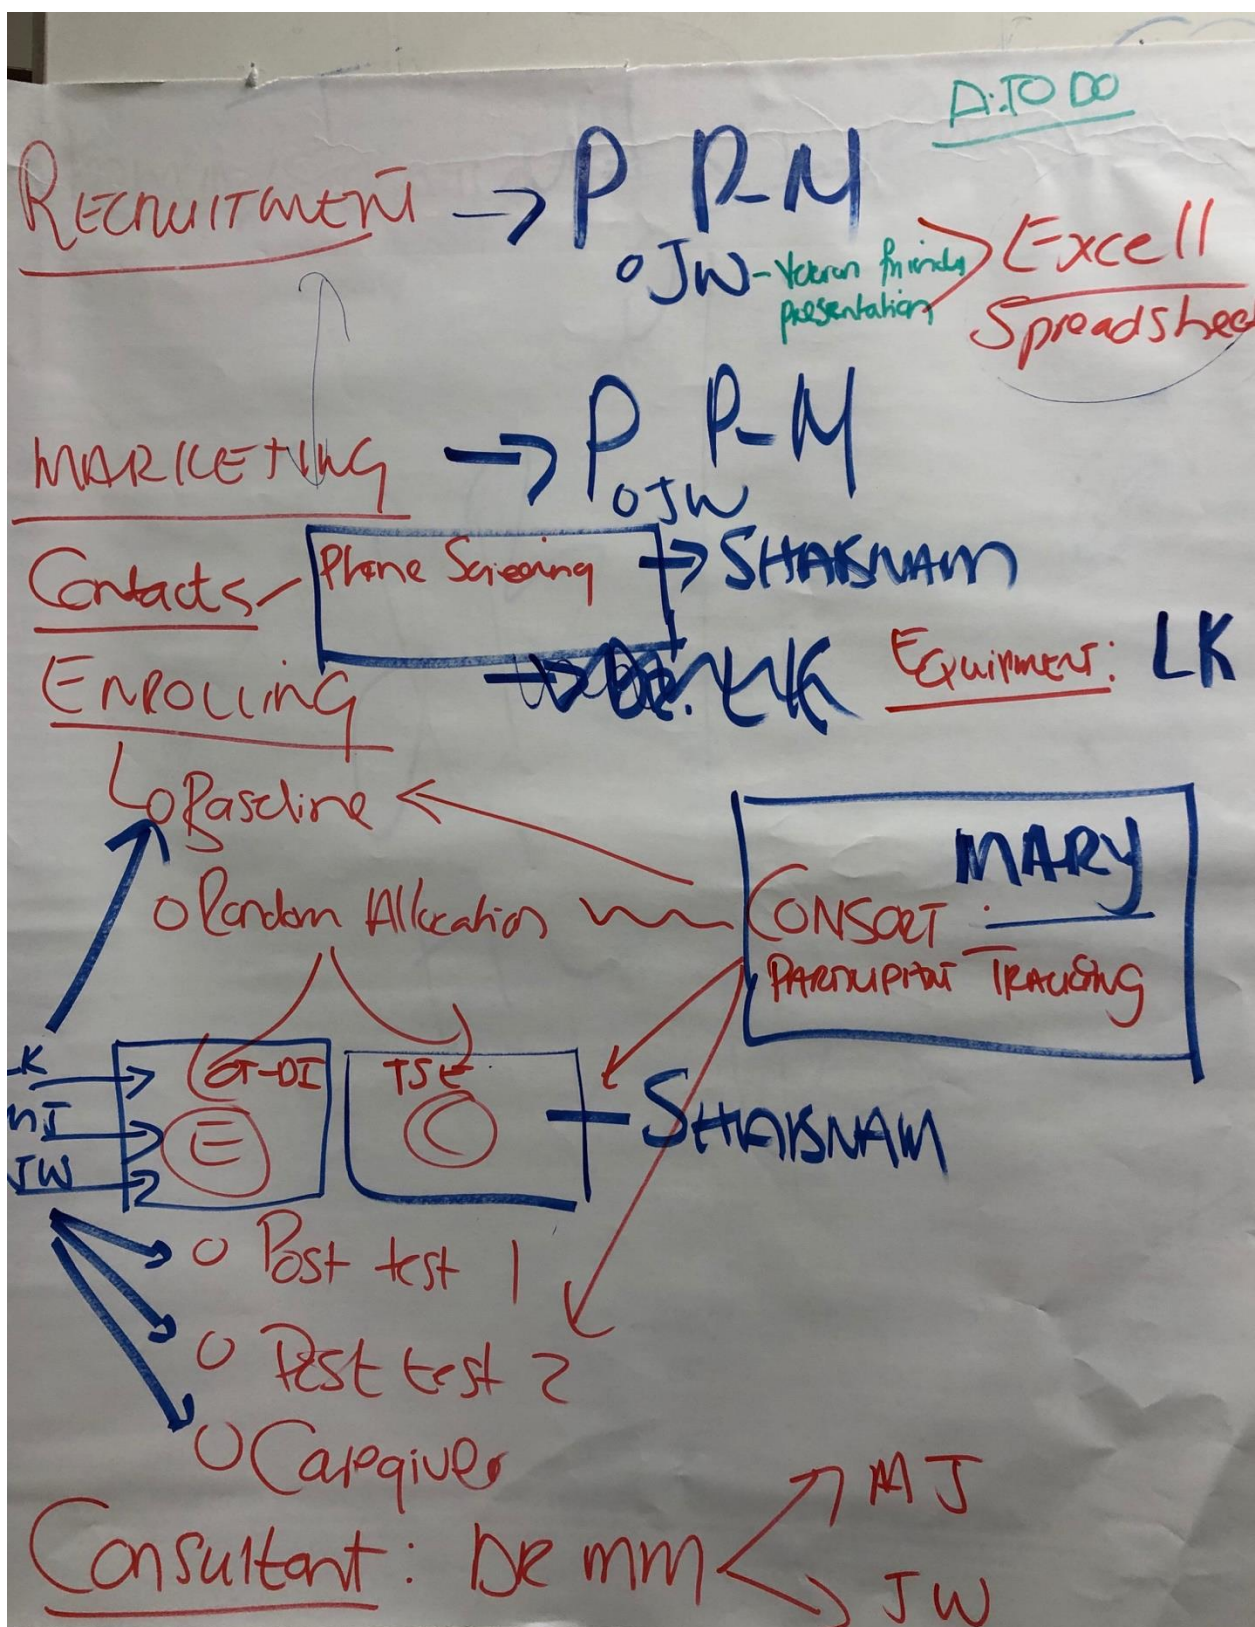 A: TO DO
RECRUITMENT → P P-M
o JW - Veteran friendly presentation > Excell Spreadsheet
MARKETING → P P-M
o JW
Contacts - Phone Screening → SHABNAM
ENROLLING → Equipment: LK
o Baseline
MARY
o Random Allocation
CONSORT:
PARTICIPANT TRACKING
LK → OT-DI TSE
MJ → E C - SHABNAM
JW →
o Post test 1
o Post test 2
o Caregiver
Consultant: DR MM
MJ
JW